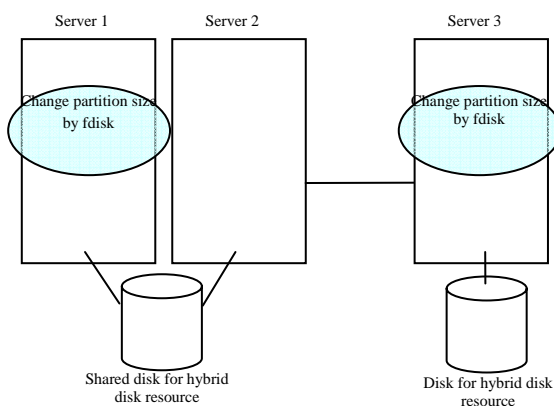 Server 1
Server 2
Server 3
Change partition size
by fdisk
Change partition size
by fdisk
Shared disk for hybrid
disk resource
Disk for hybrid disk
resource